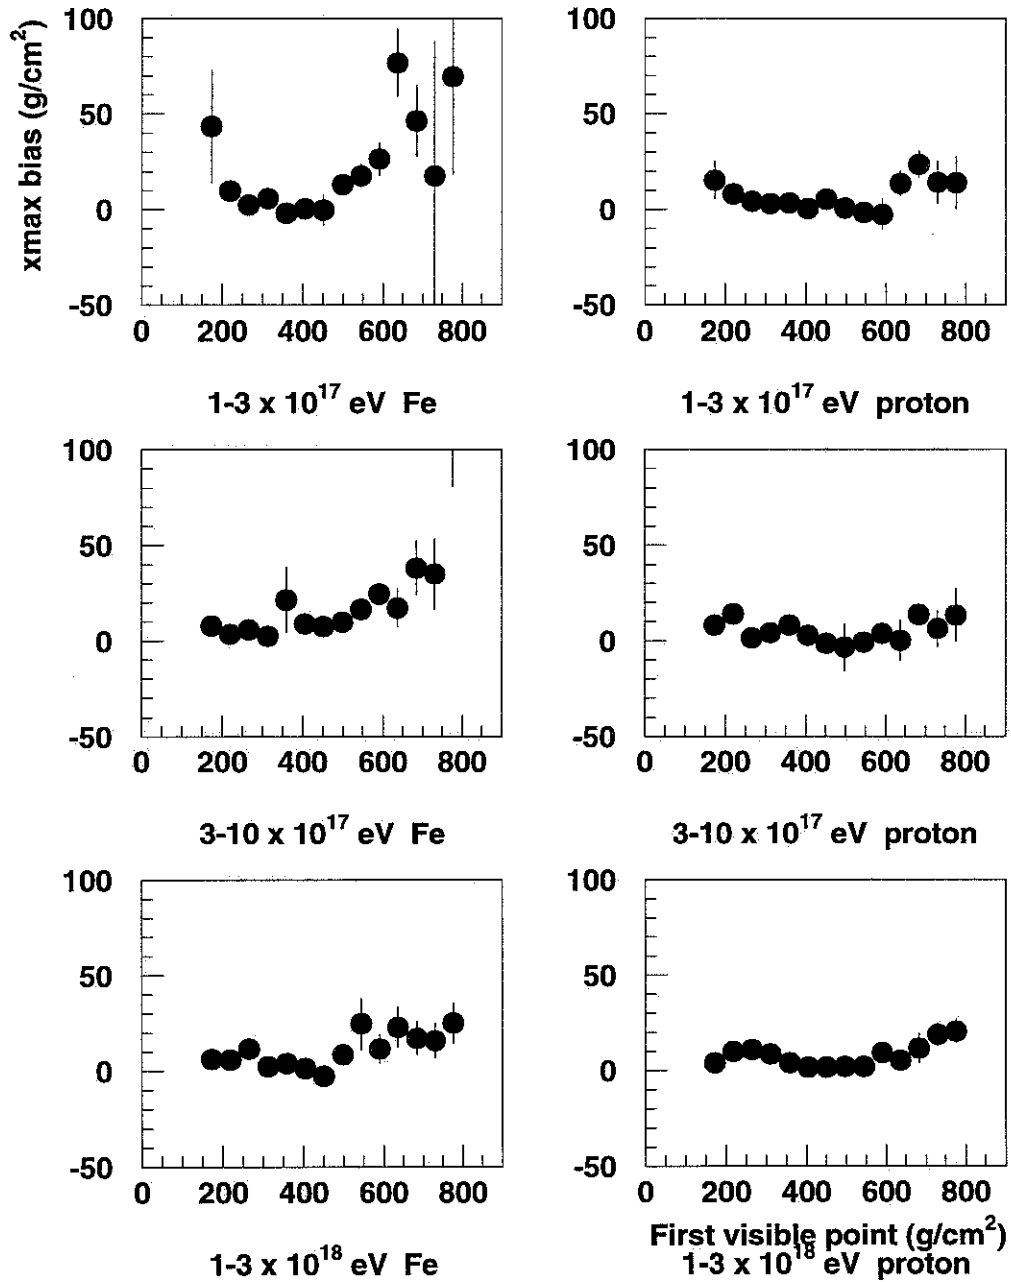 xmax bias (g/cm²)
100
50
0
-50
0 200 400 600 800
1-3 x 10¹⁷ eV Fe
100
50
0
-50
0 200 400 600 800
1-3 x 10¹⁷ eV proton
100
50
0
-50
0 200 400 600 800
3-10 x 10¹⁷ eV Fe
100
50
0
-50
0 200 400 600 800
3-10 x 10¹⁷ eV proton
100
50
0
-50
0 200 400 600 800
1-3 x 10¹⁸ eV Fe
100
50
0
-50
0 200 400 600 800
First visible point (g/cm²)
1-3 x 10¹⁸ eV proton